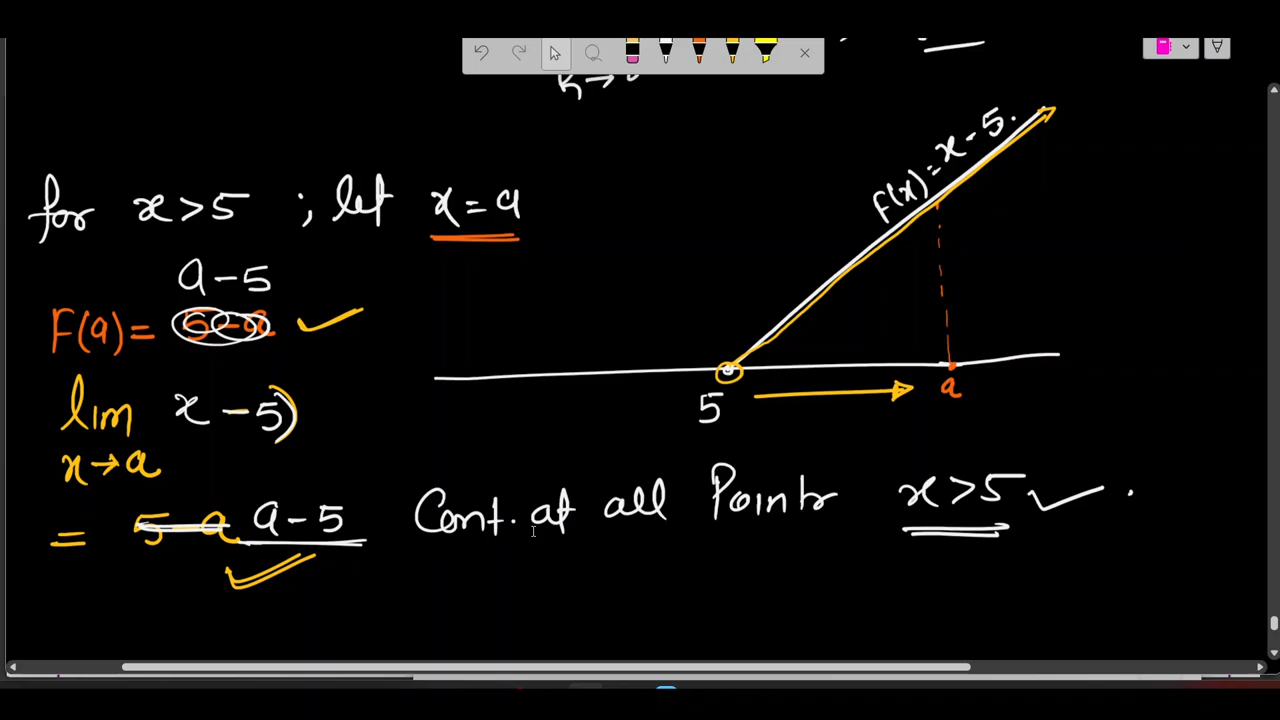 for x>5 ; let x=a
a-5
F(a)= 5-a
lim x-5)
x→a
= 5-a a-5 Cont. at all Points x>5 .
F(x)=x-5.
5
a